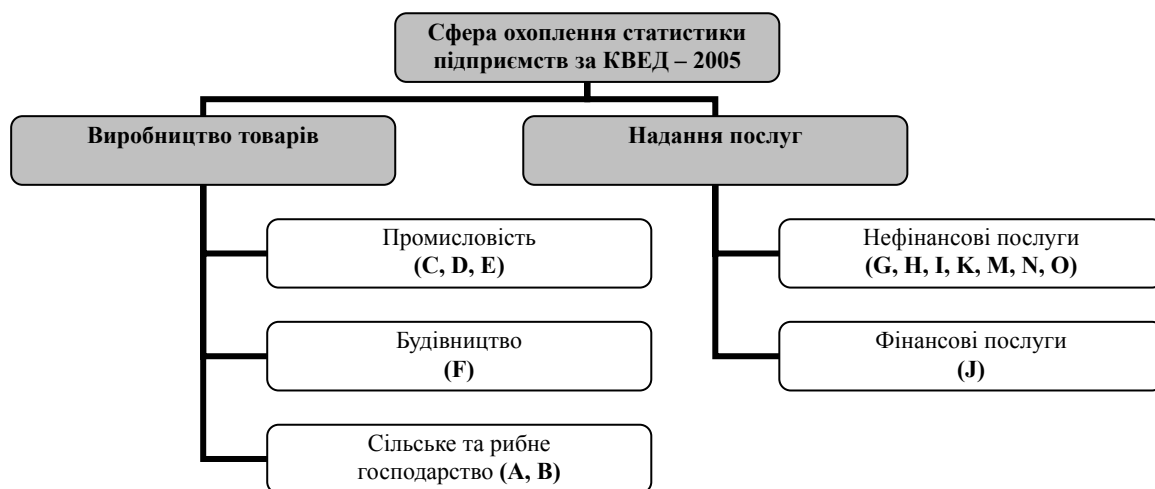 Сфера охоплення статистики
підприємств за КВЕД – 2005
Виробництво товарів
Надання послуг
Промисловість
(C, D, E)
Нефінансові послуги
(G, H, I, K, M, N, O)
Будівництво
(F)
Фінансові послуги
(J)
Сільське та рибне
господарство (A, B)